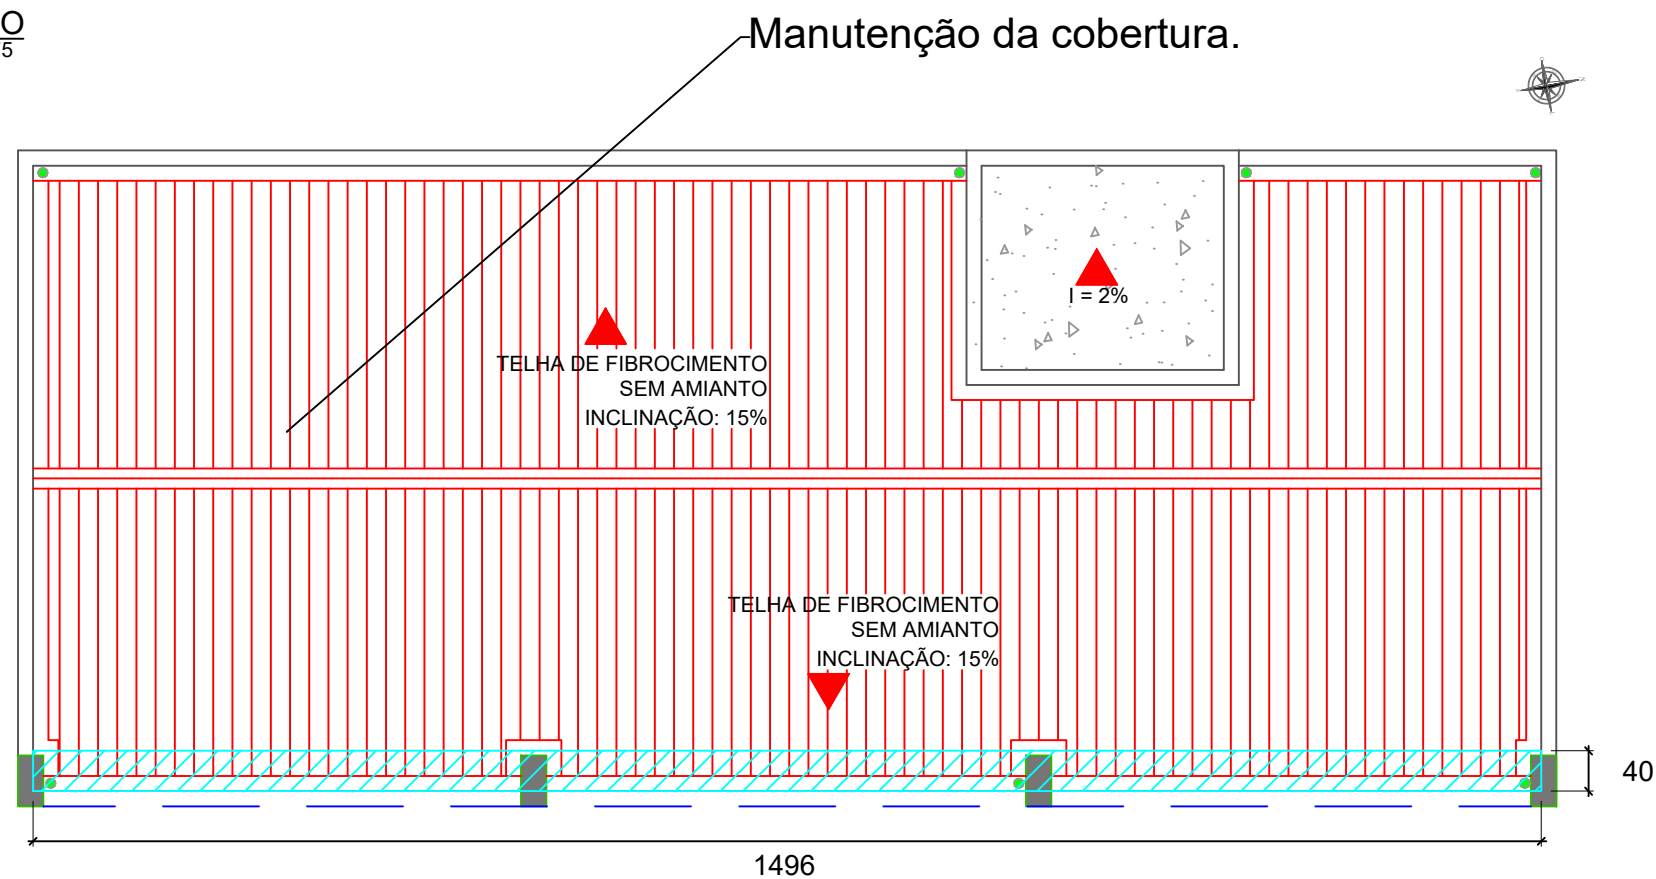 O
5
Manutenção da cobertura.
I = 2%
TELHA DE FIBROCIMENTO
SEM AMIANTO
INCLINAÇÃO: 15%
TELHA DE FIBROCIMENTO
SEM AMIANTO
INCLINAÇÃO: 15%
40
1496